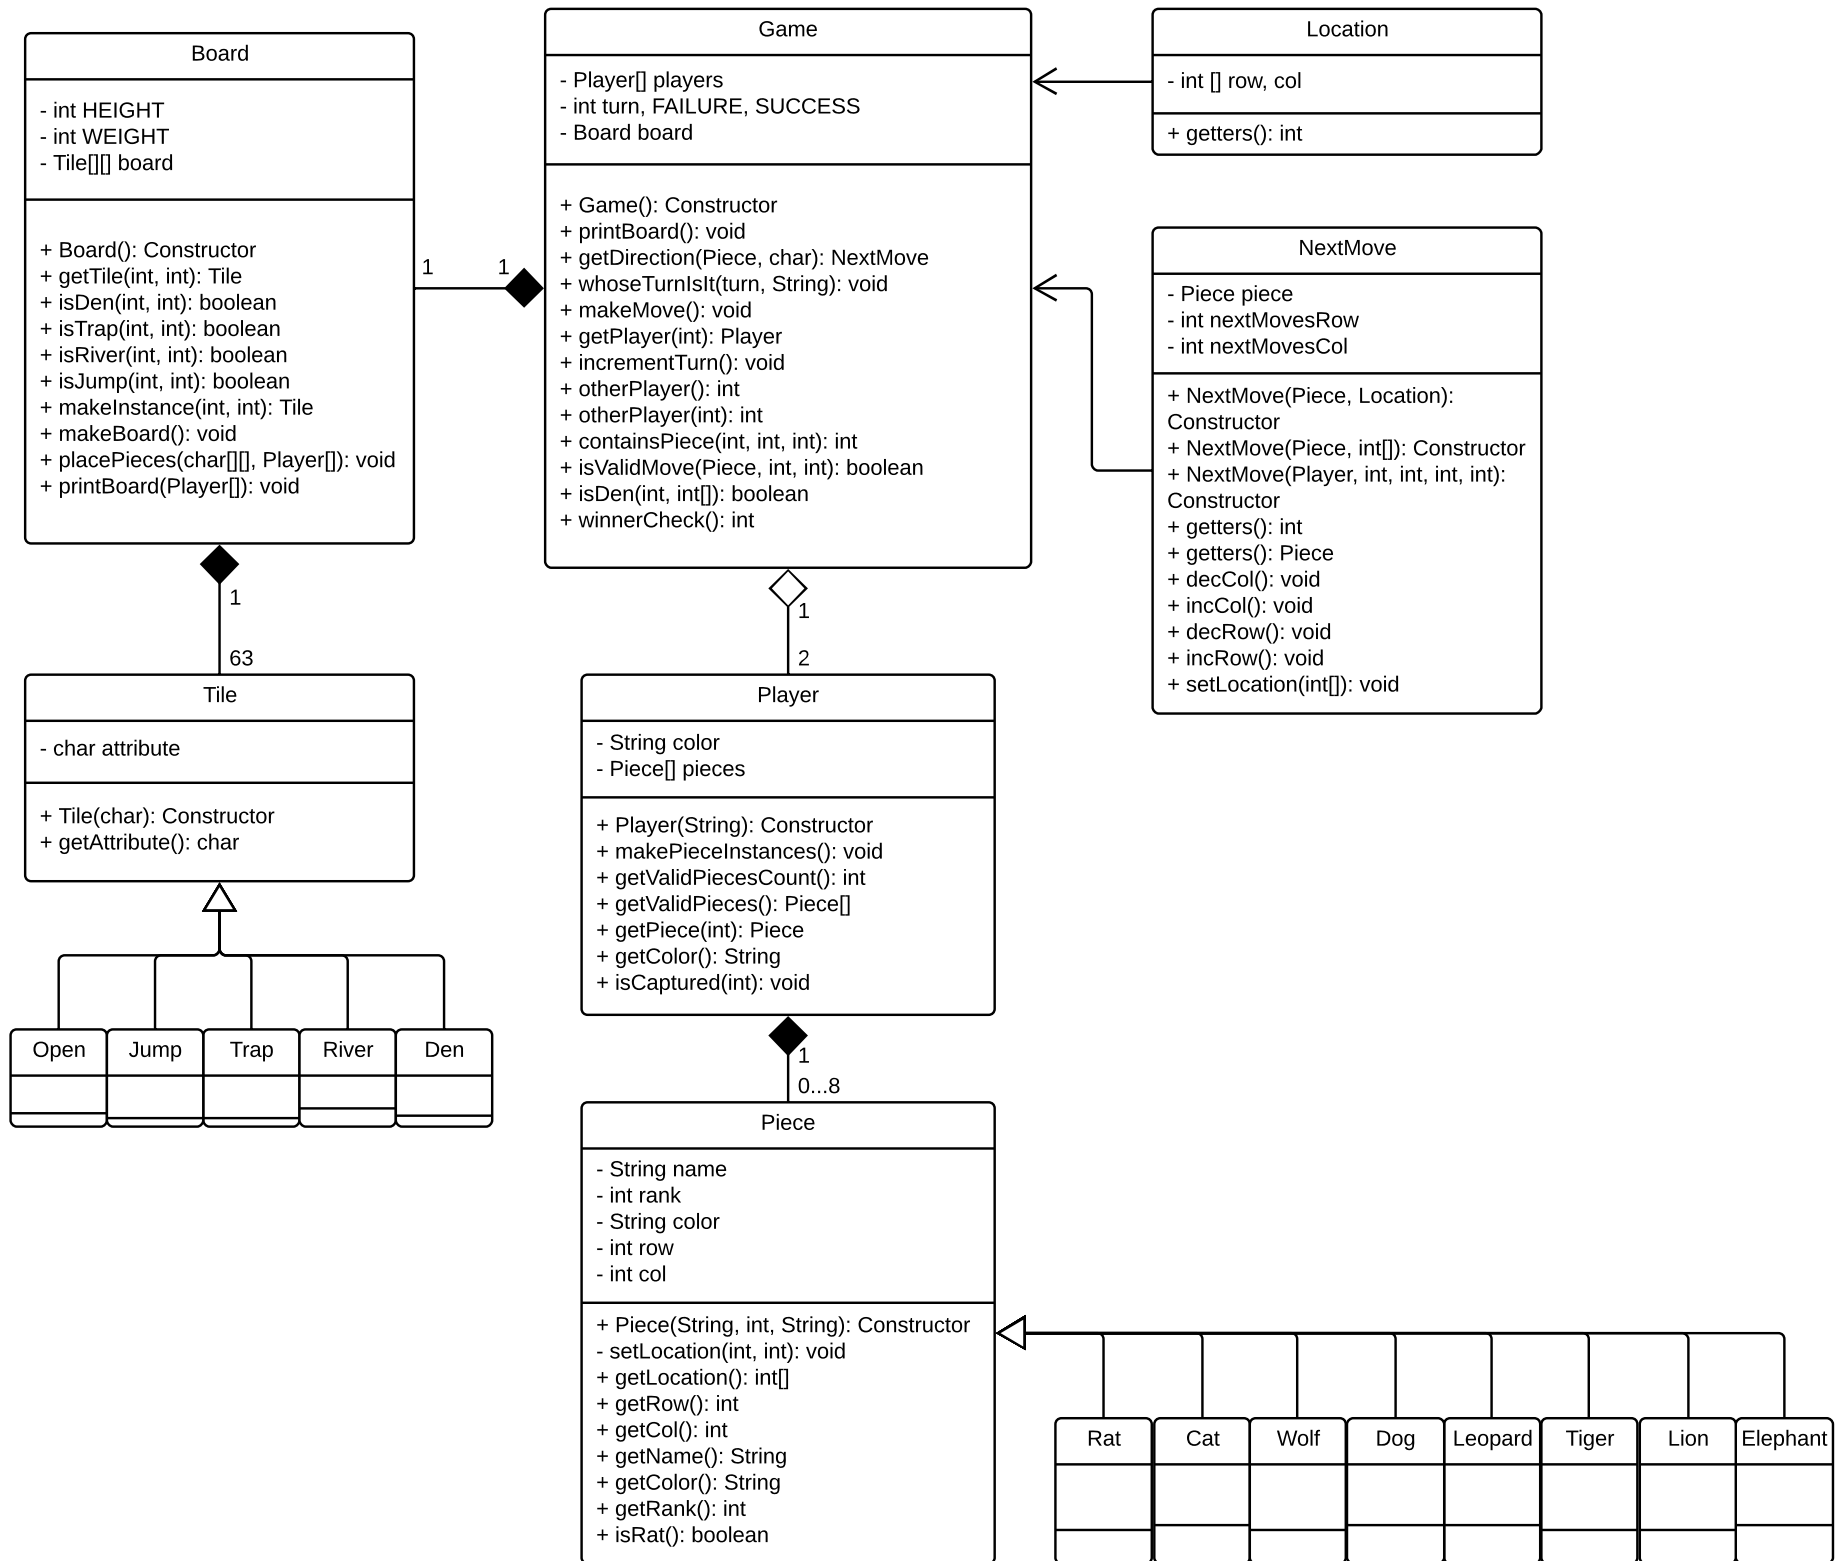 Board
- int HEIGHT
- int WEIGHT
- Tile[][] board
+ Board(): Constructor
+ getTile(int, int): Tile
+ isDen(int, int): boolean
+ isTrap(int, int): boolean
+ isRiver(int, int): boolean
+ isJump(int, int): boolean
+ makeInstance(int, int): Tile
+ makeBoard(): void
+ placePieces(char[][], Player[]): void
+ printBoard(Player[]): void
1
1
Game
- Player[] players
- int turn, FAILURE, SUCCESS
- Board board
+ Game(): Constructor
+ printBoard(): void
+ getDirection(Piece, char): NextMove
+ whoseTurnIsIt(turn, String): void
+ makeMove(): void
+ getPlayer(int): Player
+ incrementTurn(): void
+ otherPlayer(): int
+ otherPlayer(int): int
+ containsPiece(int, int, int): int
+ isValidMove(Piece, int, int): boolean
+ isDen(int, int[]): boolean
+ winnerCheck(): int
Location
- int [] row, col
+ getters(): int
NextMove
- Piece piece
- int nextMovesRow
- int nextMovesCol
+ NextMove(Piece, Location):
Constructor
+ NextMove(Piece, int[]): Constructor
+ NextMove(Player, int, int, int, int):
Constructor
+ getters(): int
+ getters(): Piece
+ decCol(): void
+ incCol(): void
+ decRow(): void
+ incRow(): void
+ setLocation(int[]): void
1
63
Tile
- char attribute
+ Tile(char): Constructor
+ getAttribute(): char
Open
Jump
Trap
River
Den
1
2
Player
- String color
- Piece[] pieces
+ Player(String): Constructor
+ makePieceInstances(): void
+ getValidPiecesCount(): int
+ getValidPieces(): Piece[]
+ getPiece(int): Piece
+ getColor(): String
+ isCaptured(int): void
1
0...8
Piece
- String name
- int rank
- String color
- int row
- int col
+ Piece(String, int, String): Constructor
- setLocation(int, int): void
+ getLocation(): int[]
+ getRow(): int
+ getCol(): int
+ getName(): String
+ getColor(): String
+ getRank(): int
+ isRat(): boolean
Rat
Cat
Wolf
Dog
Leopard
Tiger
Lion
Elephant